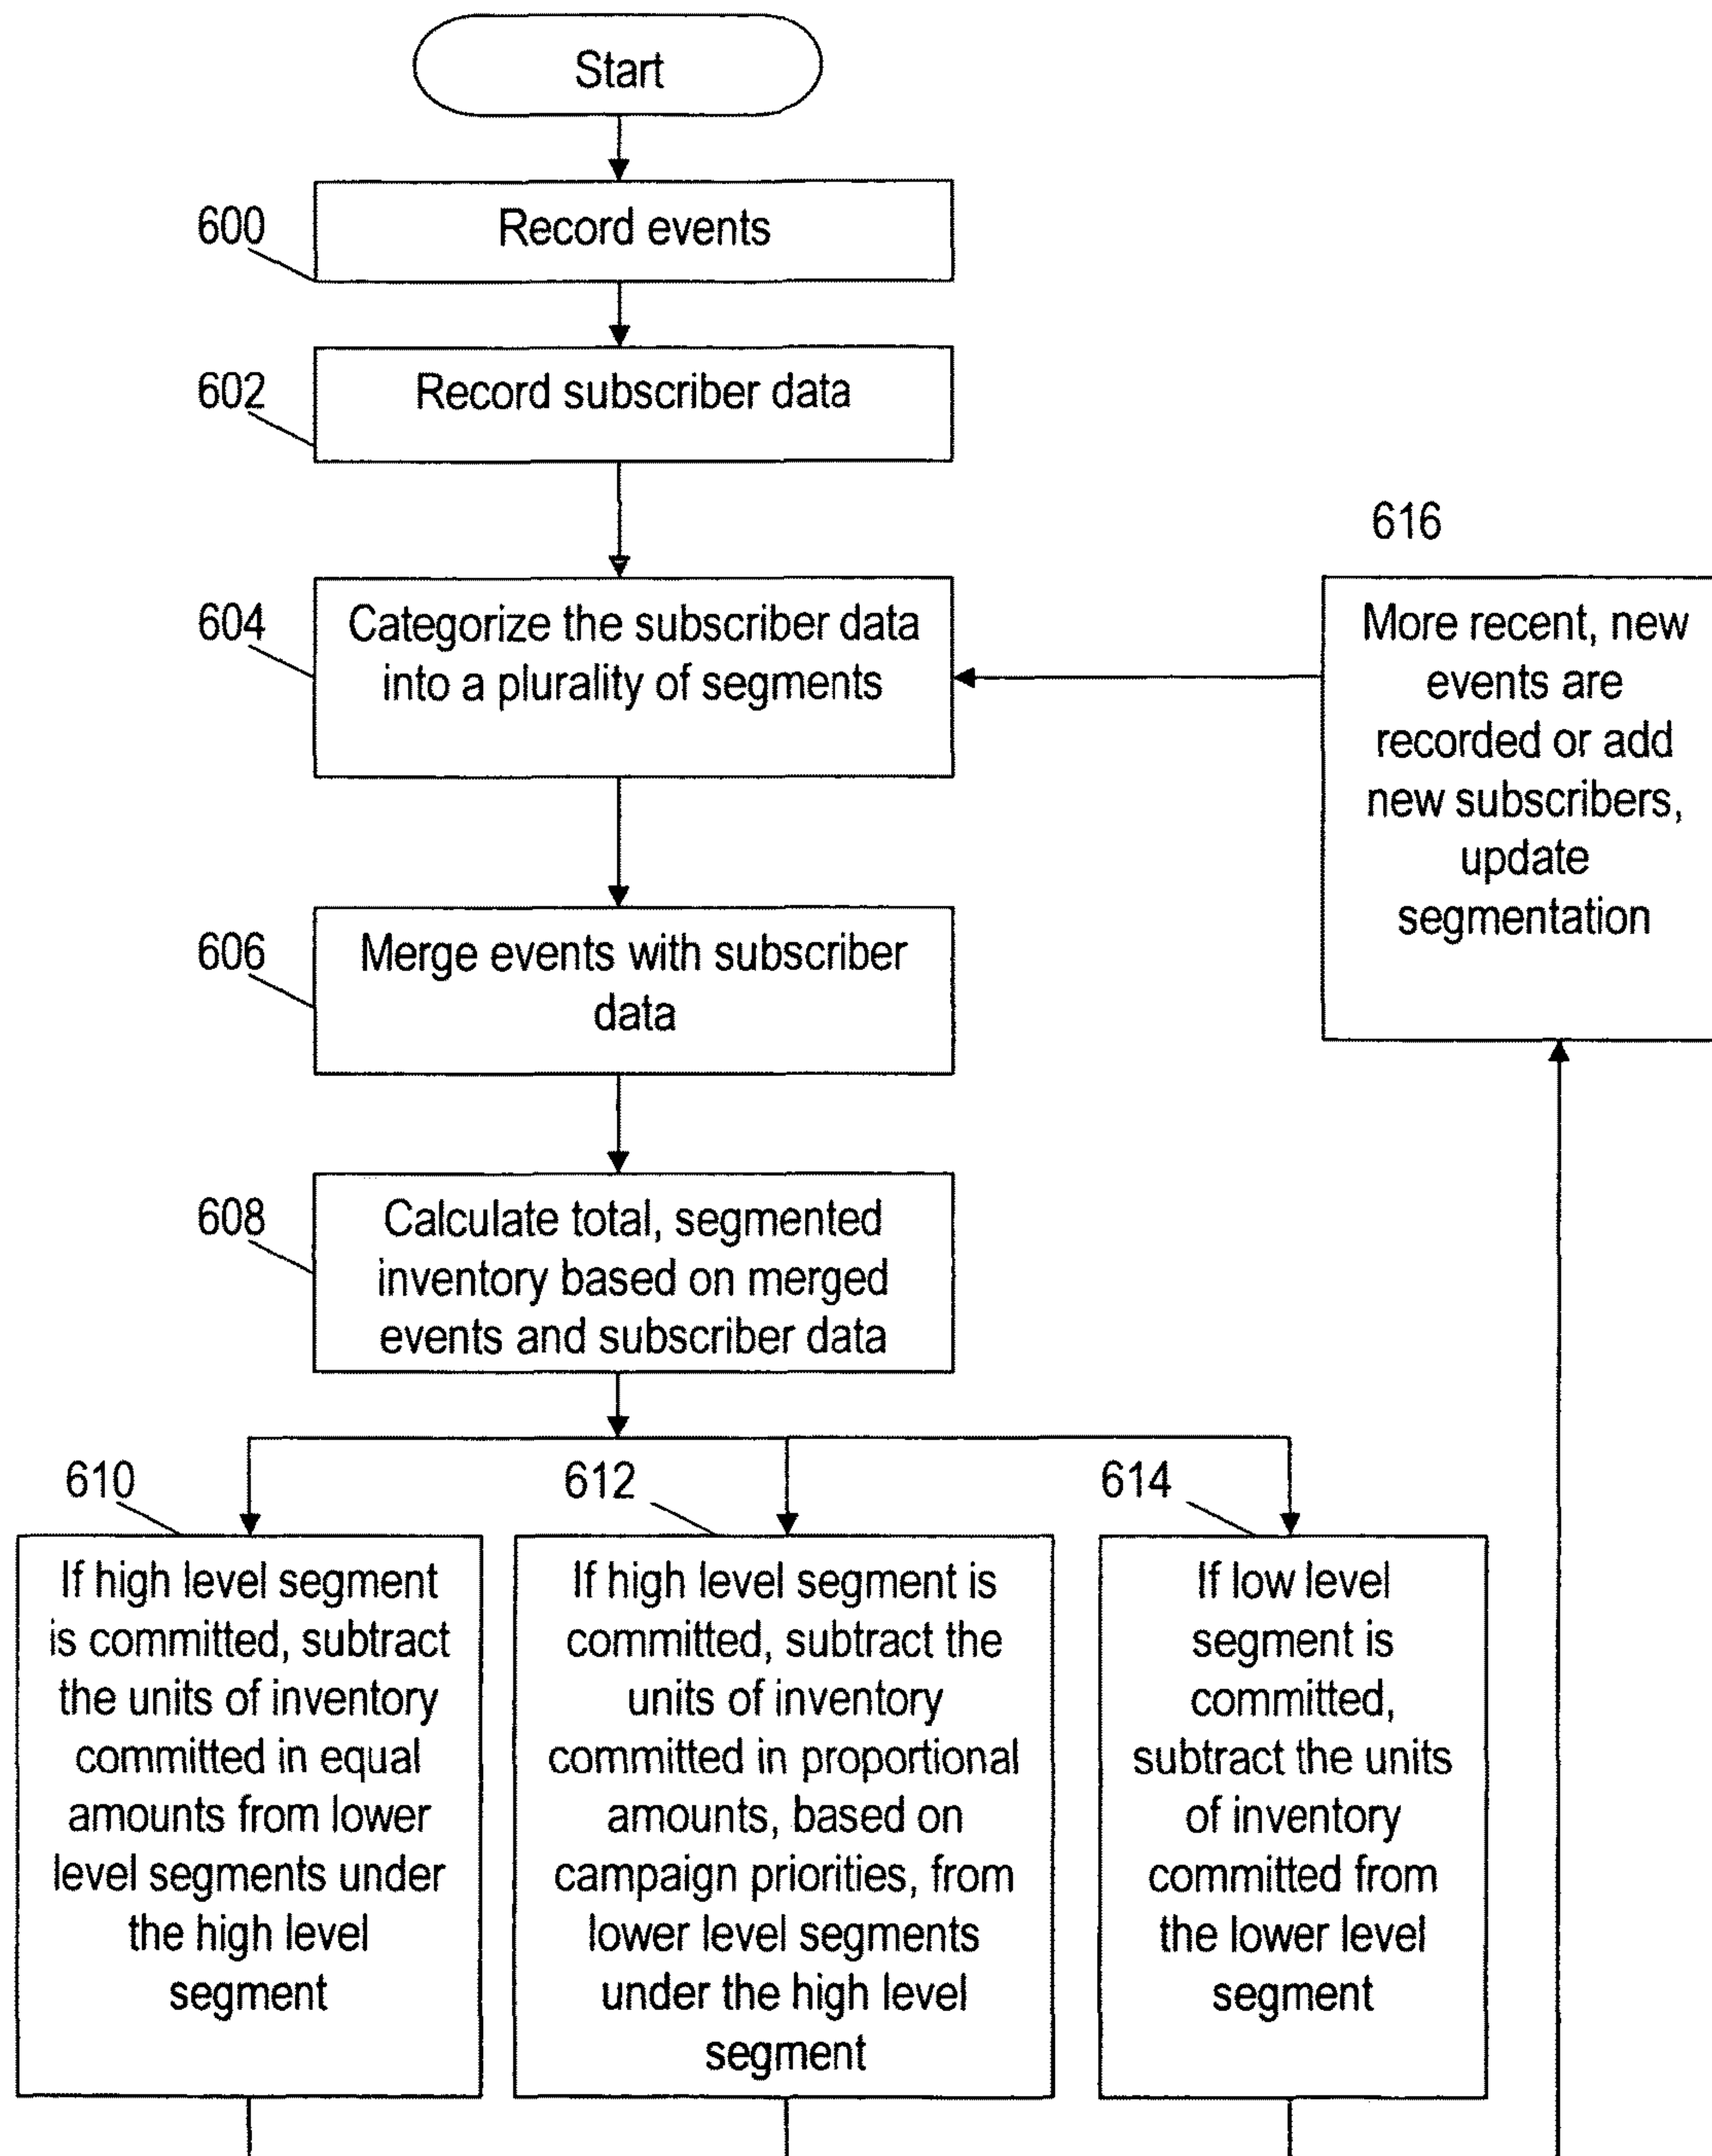 Start
600
Record events
602
Record subscriber data
604
Categorize the subscriber data
into a plurality of segments
616
More recent, new
events are
recorded or add
new subscribers,
update
segmentation
606
Merge events with subscriber
data
608
Calculate total, segmented
inventory based on merged
events and subscriber data
610
If high level segment
is committed, subtract
the units of inventory
committed in equal
amounts from lower
level segments under
the high level
segment
612
If high level segment is
committed, subtract the
units of inventory
committed in proportional
amounts, based on
campaign priorities, from
lower level segments
under the high level
segment
614
If low level
segment is
committed,
subtract the units
of inventory
committed from
the lower level
segment